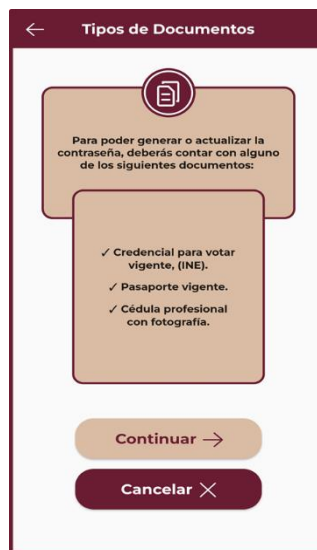 Tipos de Documentos
Para poder generar o actualizar la
contraseña, deberás contar con alguno
de los siguientes documentos:
✓ Credencial para votar
vigente, (INE).
✓ Pasaporte vigente.
✓ Cédula profesional
con fotografía.
Continuar →
Cancelar ✕